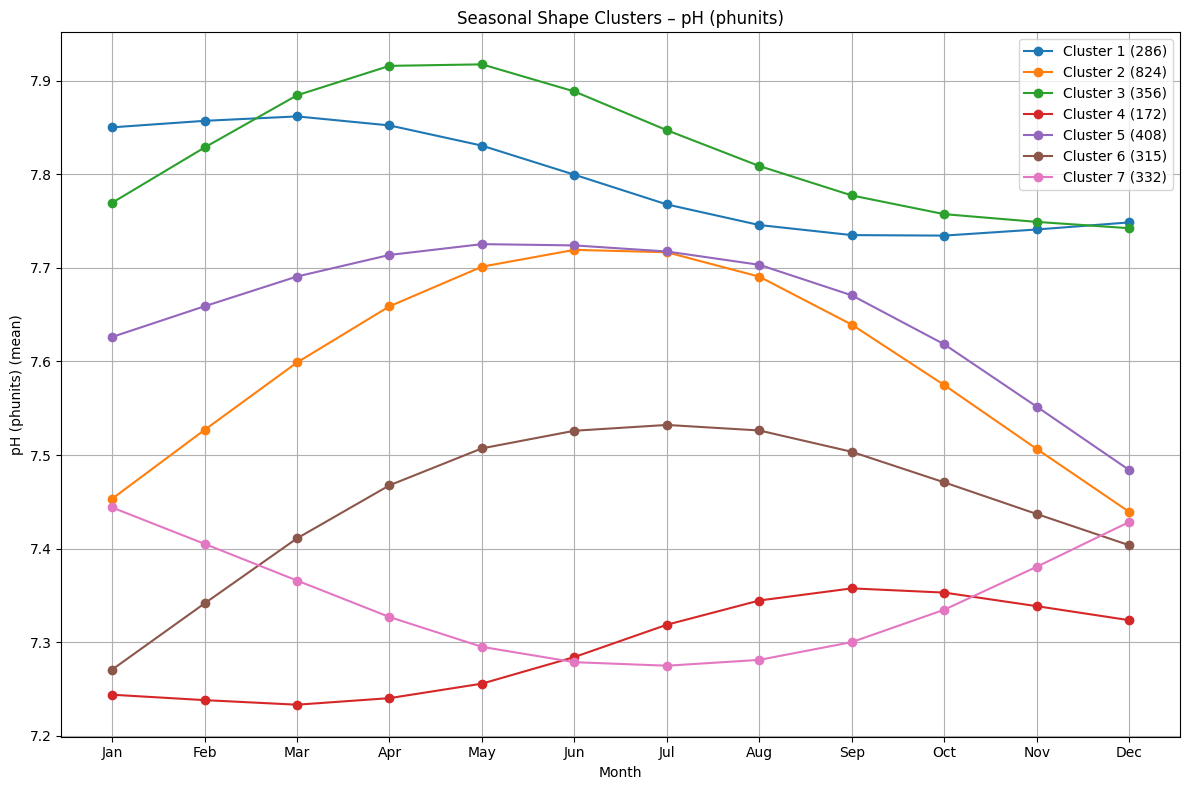 Seasonal Shape Clusters – pH (phunits)
Cluster 1 (286)
Cluster 2 (824)
Cluster 3 (356)
Cluster 4 (172)
Cluster 5 (408)
Cluster 6 (315)
Cluster 7 (332)
pH (phunits) (mean)
7.9
7.8
7.7
7.6
7.5
7.4
7.3
7.2
Jan Feb Mar Apr May Jun Jul Aug Sep Oct Nov Dec
Month